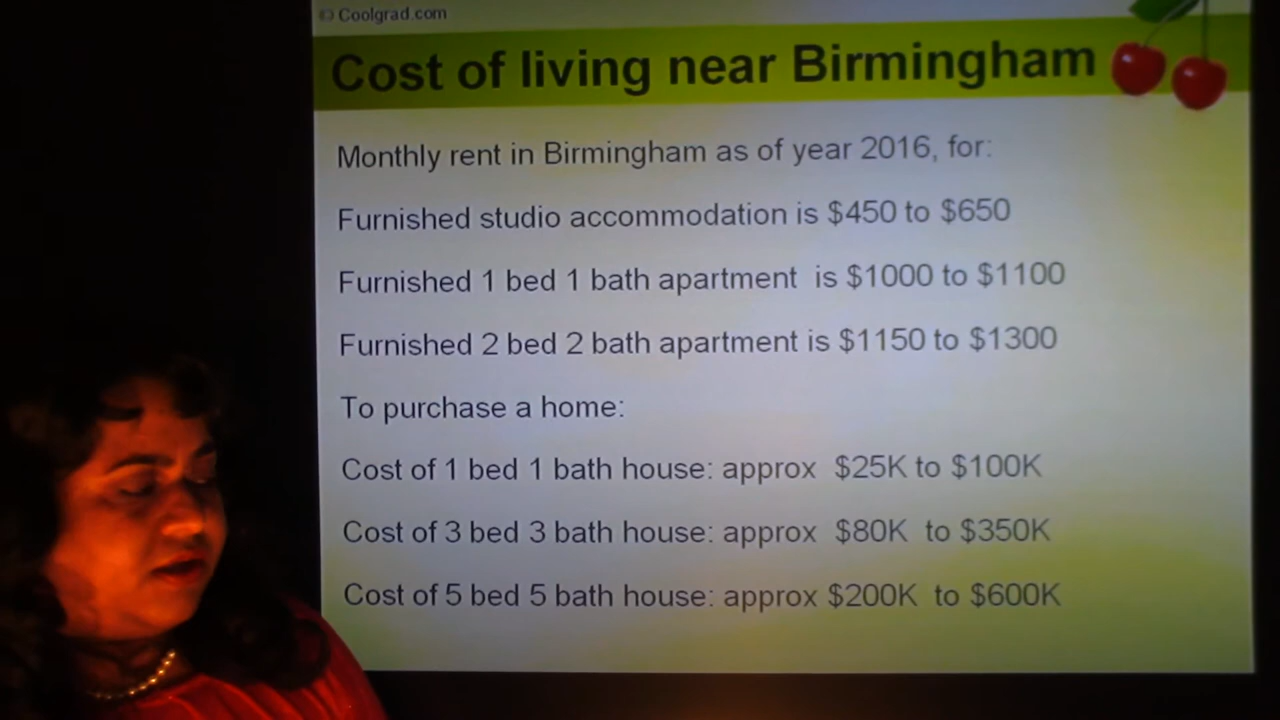 © Coolgrad.com
Cost of living near Birmingham
Monthly rent in Birmingham as of year 2016, for:
Furnished studio accommodation is $450 to $650
Furnished 1 bed 1 bath apartment is $1000 to $1100
Furnished 2 bed 2 bath apartment is $1150 to $1300
To purchase a home:
Cost of 1 bed 1 bath house: approx $25K to $100K
Cost of 3 bed 3 bath house: approx $80K to $350K
Cost of 5 bed 5 bath house: approx $200K to $600K